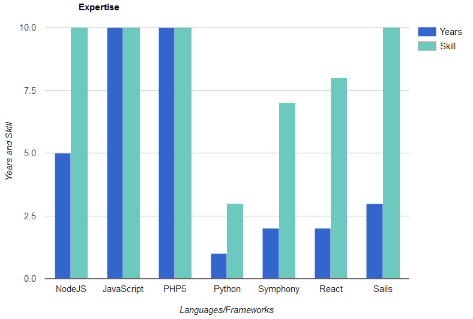 Expertise
10.0
7.5
5.0
2.5
0.0
Years and Skill
NodeJS JavaScript PHP5 Python Symphony React Sails
Languages/Frameworks
Years
Skill